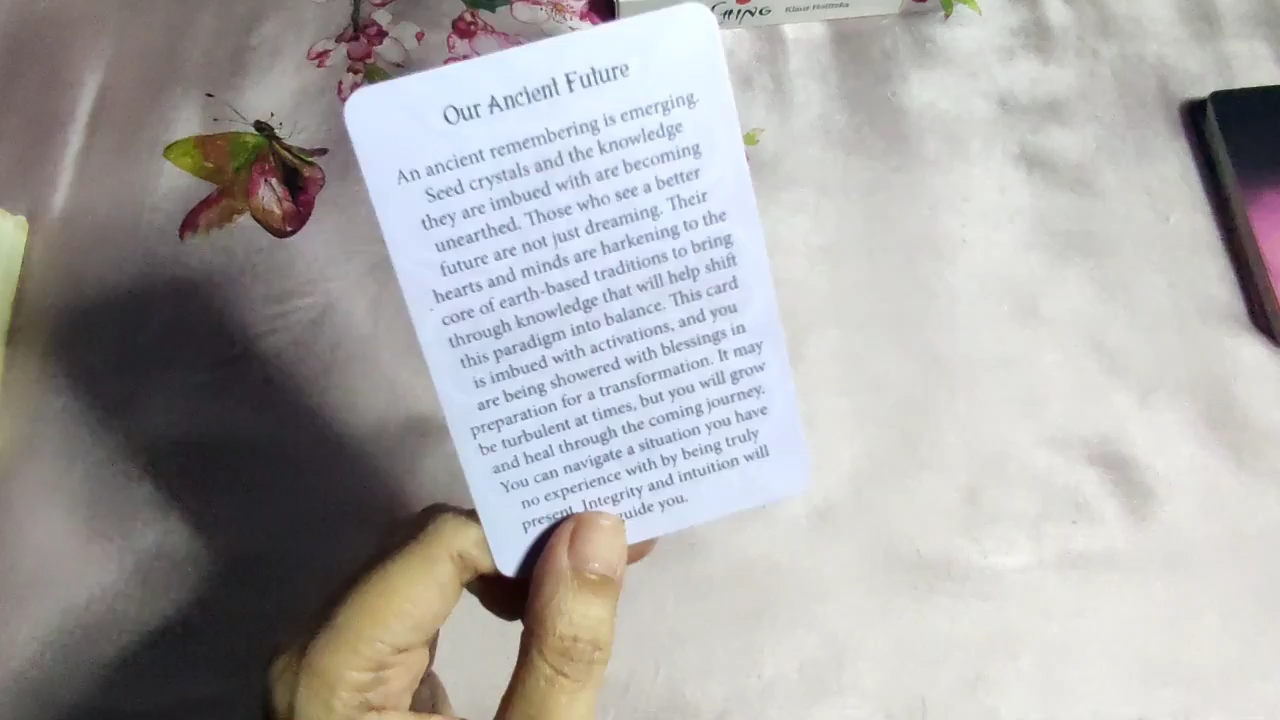 Klaus Holitzka
Our Ancient Future
An ancient remembering is emerging.
Seed crystals and the knowledge
they are imbued with are becoming
unearthed. Those who see a better
future are not just dreaming. Their
hearts and minds are harkening to the
core of earth-based traditions to bring
through knowledge that will help shift
this paradigm into balance. This card
is imbued with activations, and you
are being showered with blessings in
preparation for a transformation. It may
be turbulent at times, but you will grow
and heal through the coming journey.
You can navigate a situation you have
no experience with by being truly
present. Integrity and intuition will
guide you.